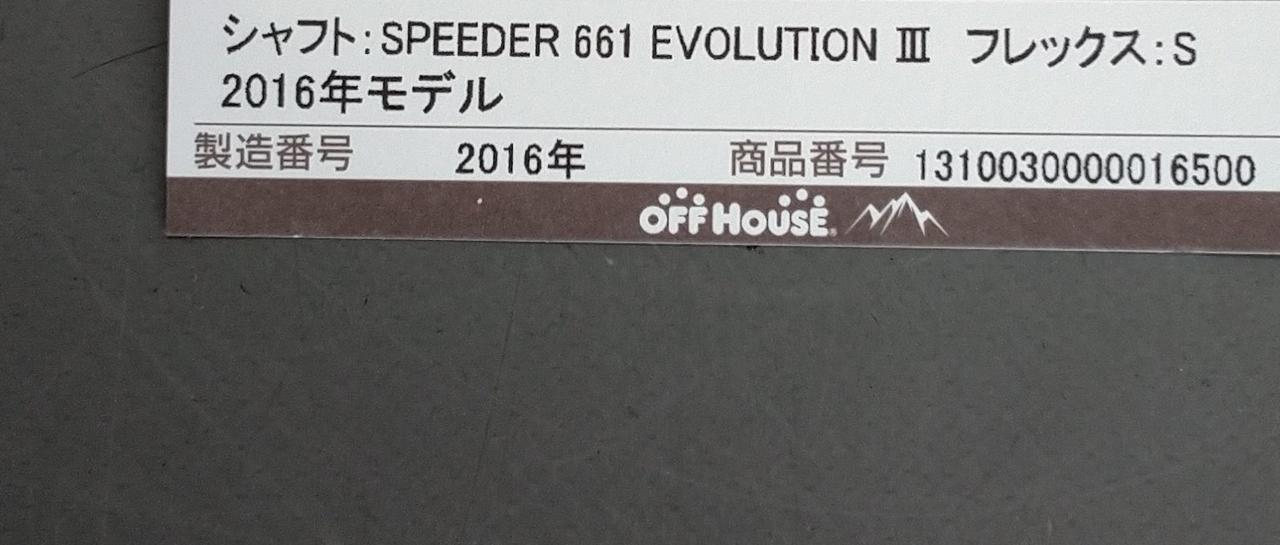 シャフト:SPEEDER 661 EVOLUTION Ⅲ フレックス:S
2016年モデル
製造番号 2016年 商品番号 1310030000016500
OFF HOUSE